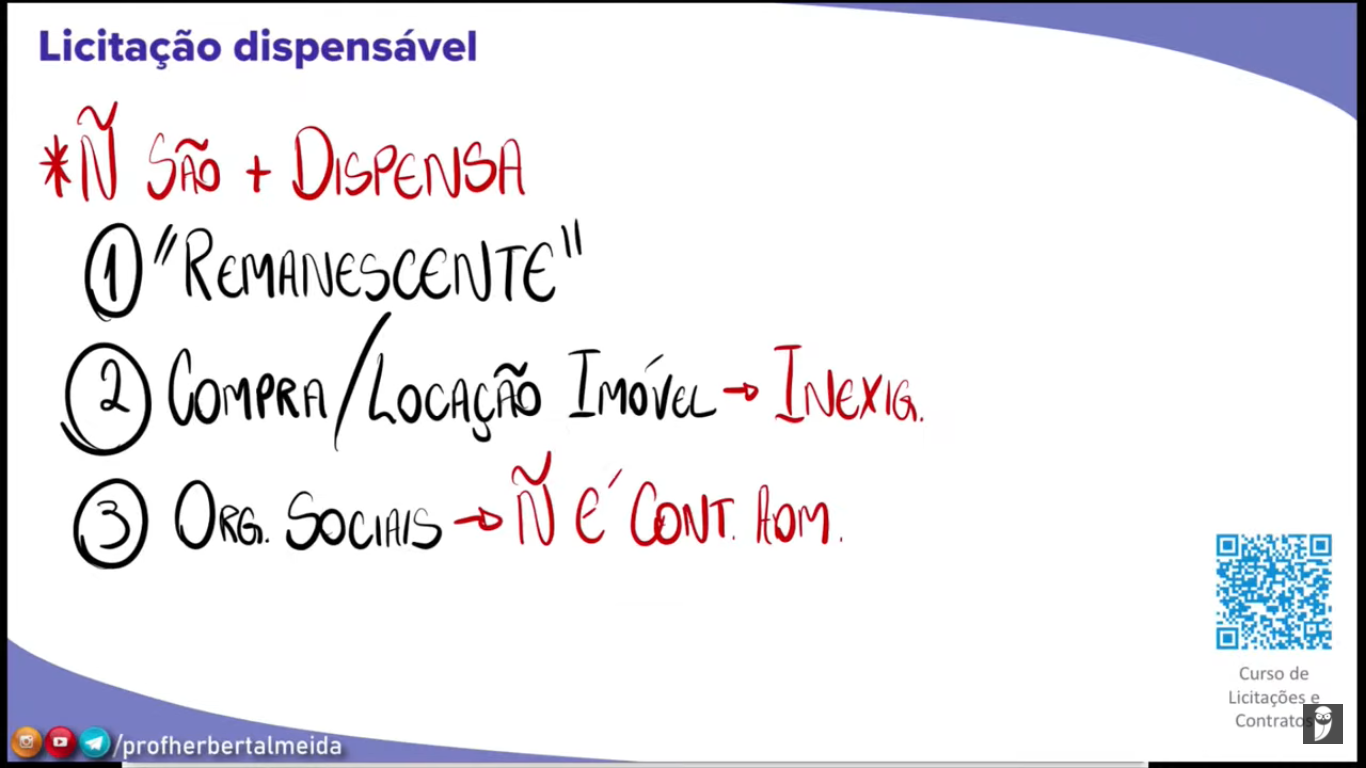 Licitação dispensável
*Ñ SÃO + DISPENSA
1 "REMANESCENTE"
2 COMPRA/LOCAÇÃO IMÓVEL → INEXIG.
3 ORG. SOCIAIS → Ñ É CONT. ADM.
Curso de
Licitações e
Contratos
/profherbertalmeida